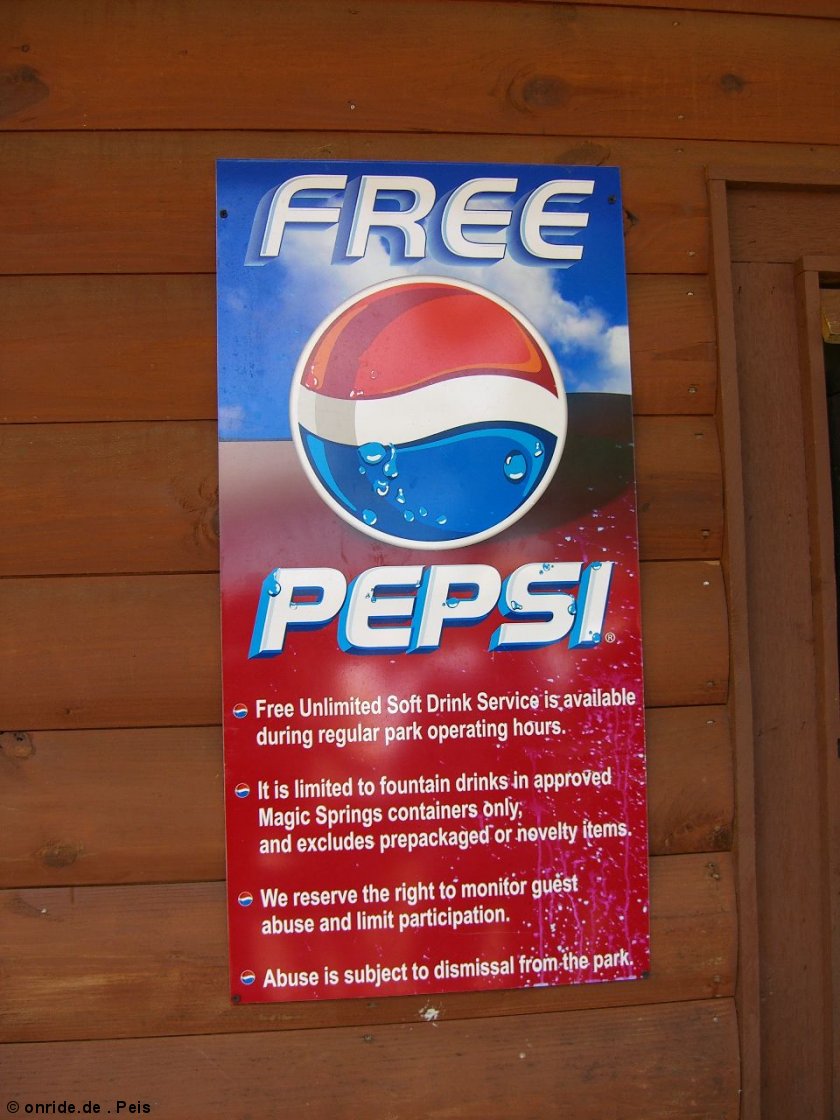 FREE
PEPSI®
Free Unlimited Soft Drink Service is available
during regular park operating hours.
It is limited to fountain drinks in approved
Magic Springs containers only,
and excludes prepackaged or novelty items.
We reserve the right to monitor guest
abuse and limit participation.
Abuse is subject to dismissal from the park.
© onride.de . Peis